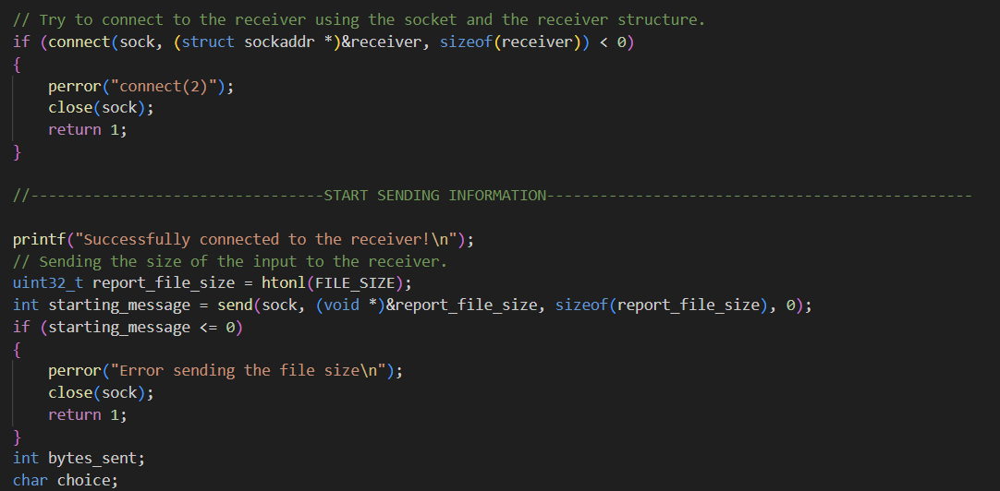 // Try to connect to the receiver using the socket and the receiver structure.
if (connect(sock, (struct sockaddr *)&receiver, sizeof(receiver)) < 0)
{
    perror("connect(2)");
    close(sock);
    return 1;
}
//---------------------------------START SENDING INFORMATION------------------------------------------------
printf("Successfully connected to the receiver!\n");
// Sending the size of the input to the receiver.
uint32_t report_file_size = htonl(FILE_SIZE);
int starting_message = send(sock, (void *)&report_file_size, sizeof(report_file_size), 0);
if (starting_message <= 0)
{
    perror("Error sending the file size\n");
    close(sock);
    return 1;
}
int bytes_sent;
char choice;